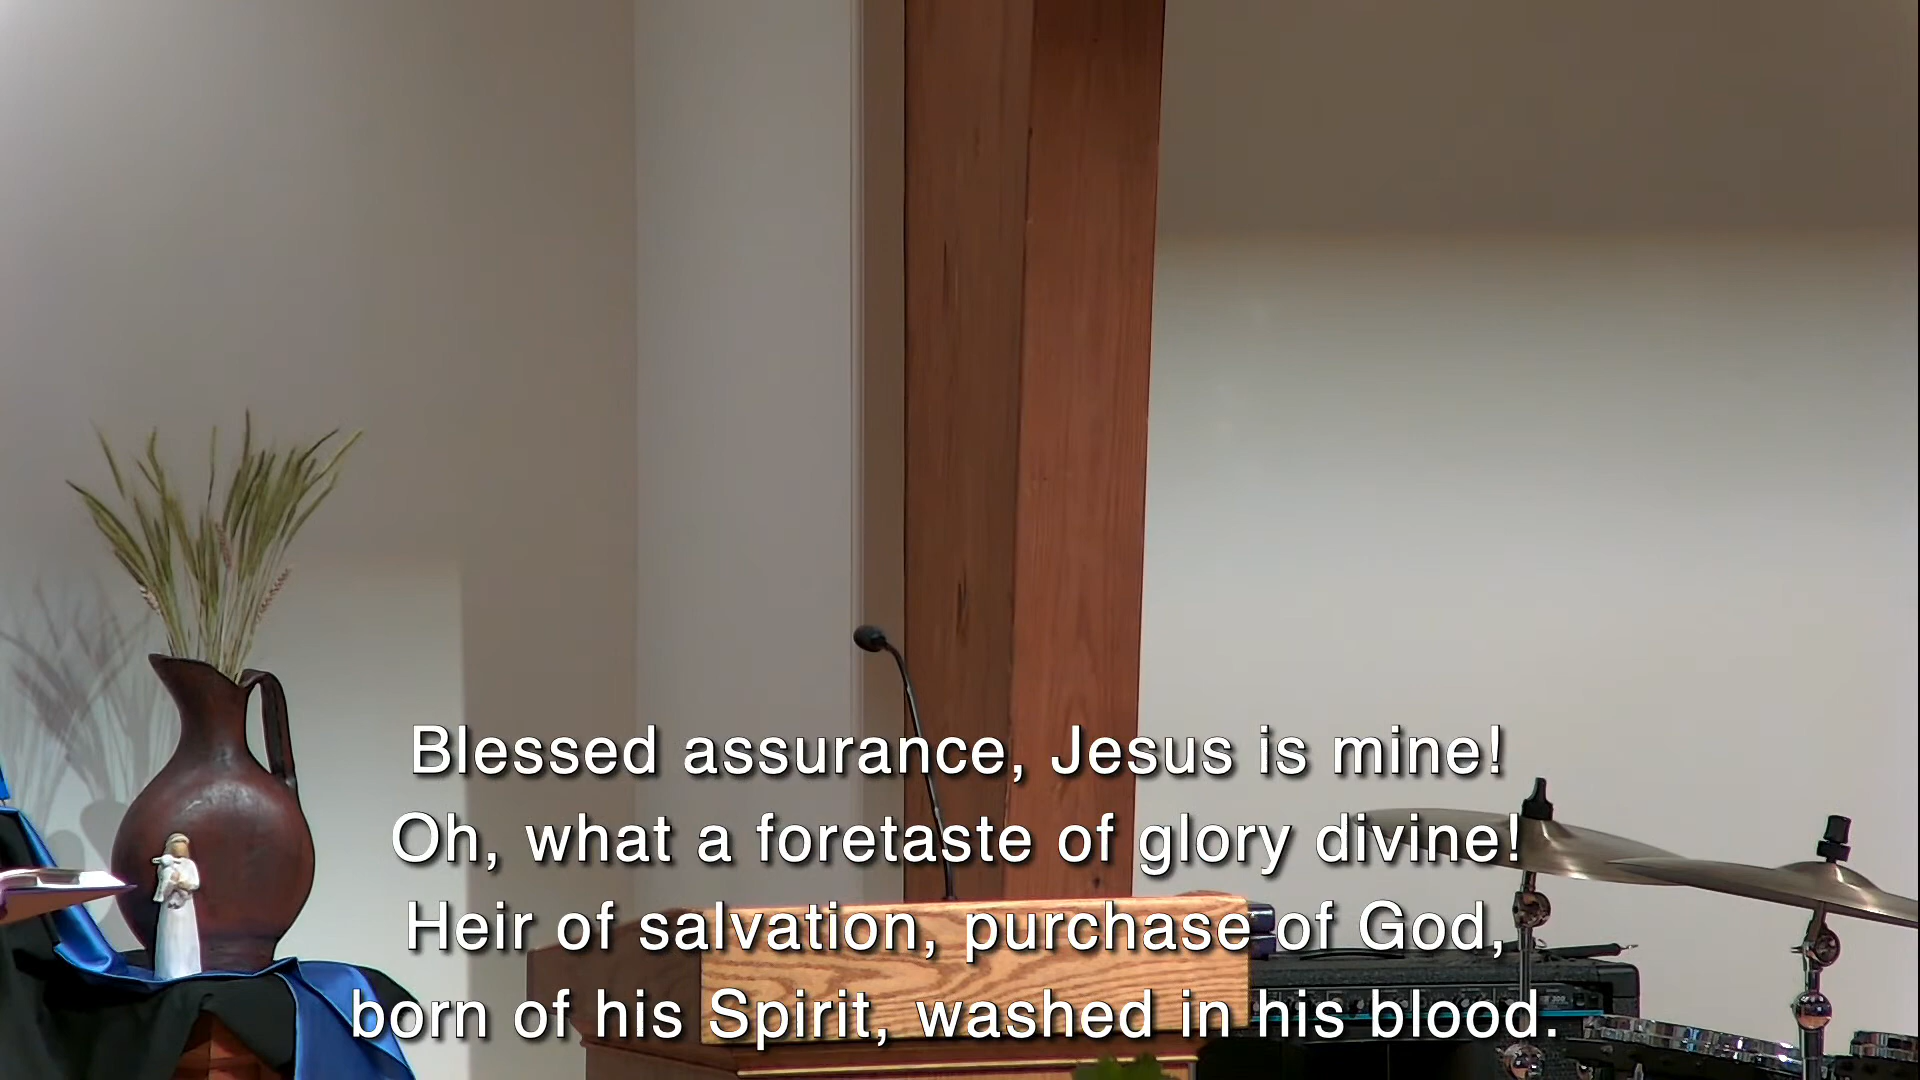 Blessed assurance, Jesus is mine!
Oh, what a foretaste of glory divine!
Heir of salvation, purchase of God,
born of his Spirit, washed in his blood.